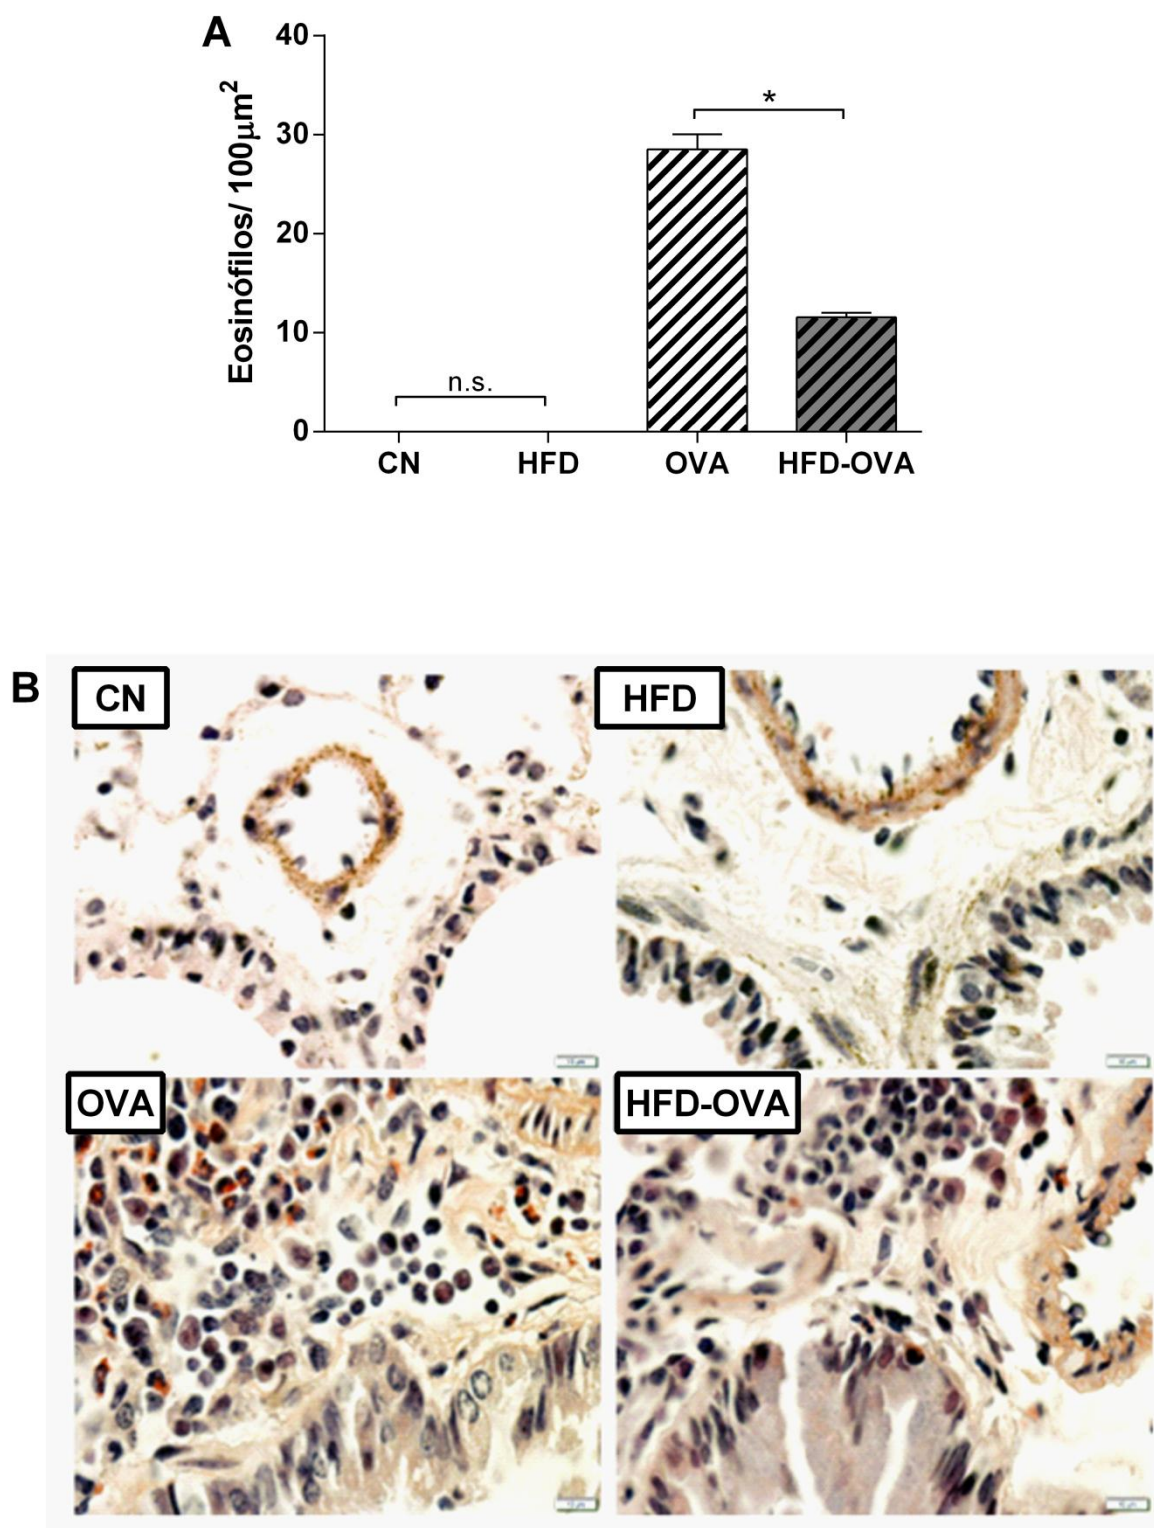 A
40
30
20
10
0
Eosinófilos/ 100μm²
*
n.s.
CN HFD OVA HFD-OVA
B
CN HFD
OVA HFD-OVA